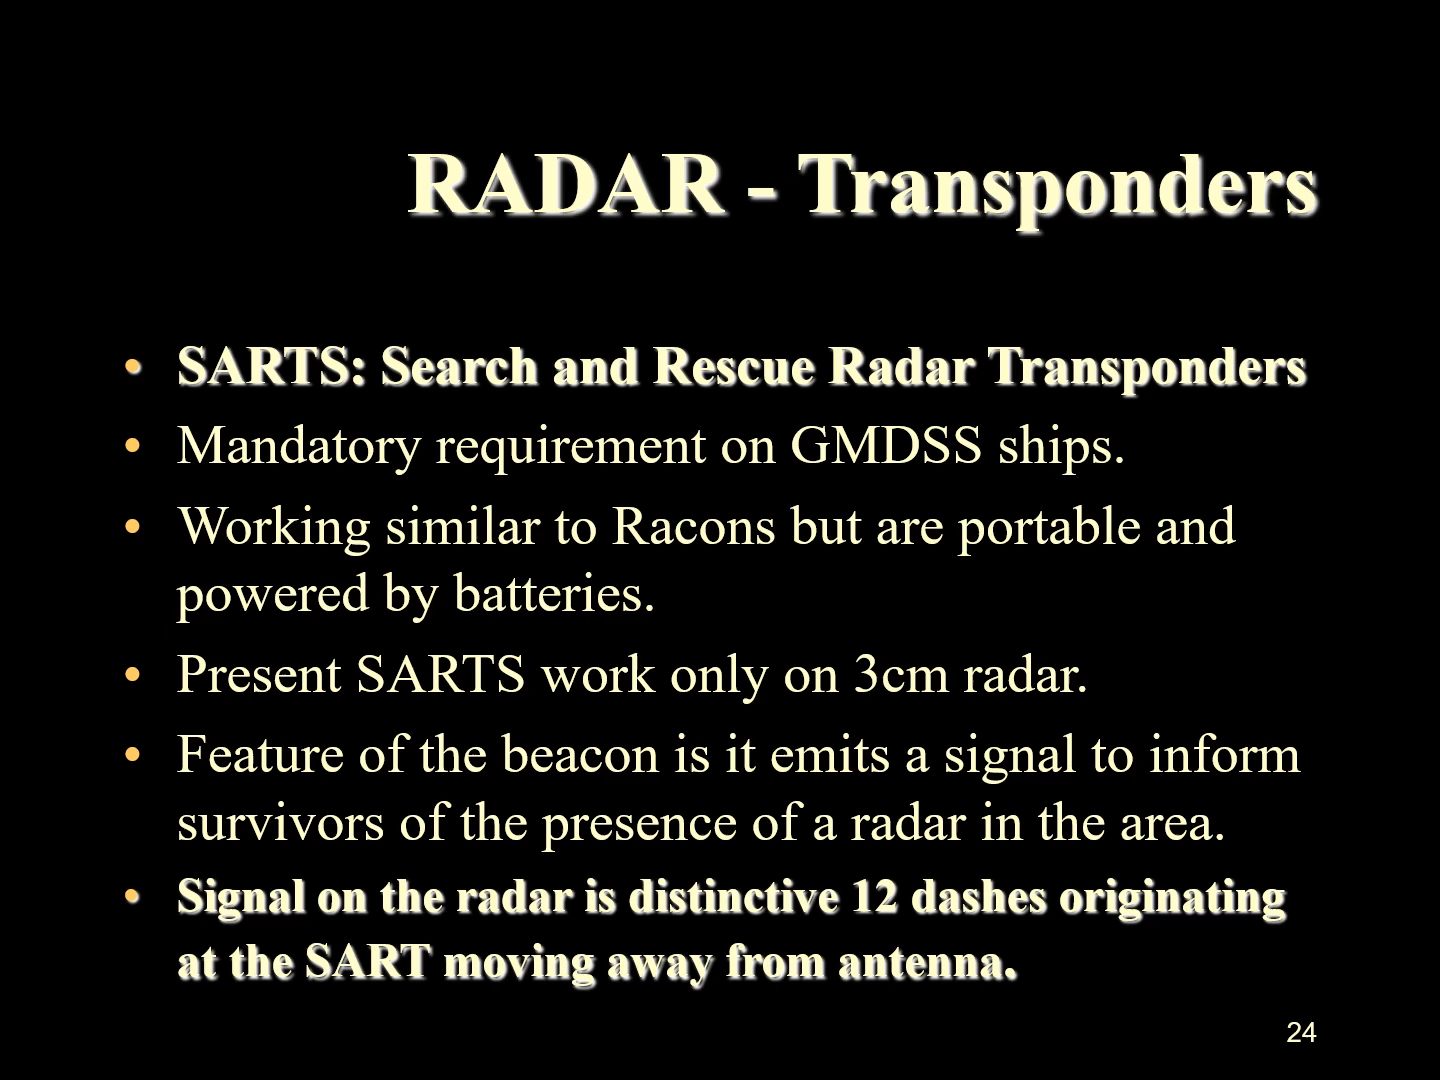 RADAR - Transponders
• SARTS: Search and Rescue Radar Transponders
• Mandatory requirement on GMDSS ships.
• Working similar to Racons but are portable and
powered by batteries.
• Present SARTS work only on 3cm radar.
• Feature of the beacon is it emits a signal to inform
survivors of the presence of a radar in the area.
• Signal on the radar is distinctive 12 dashes originating
at the SART moving away from antenna.
24